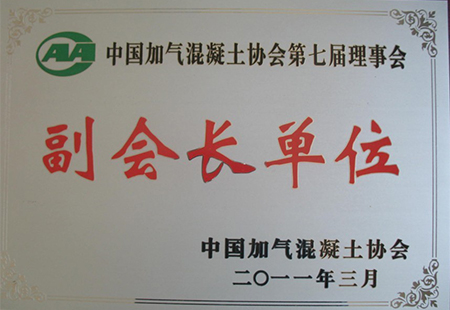 AA 中国加气混凝土协会第七届理事会
副会长单位
中国加气混凝土协会
二〇一一年三月